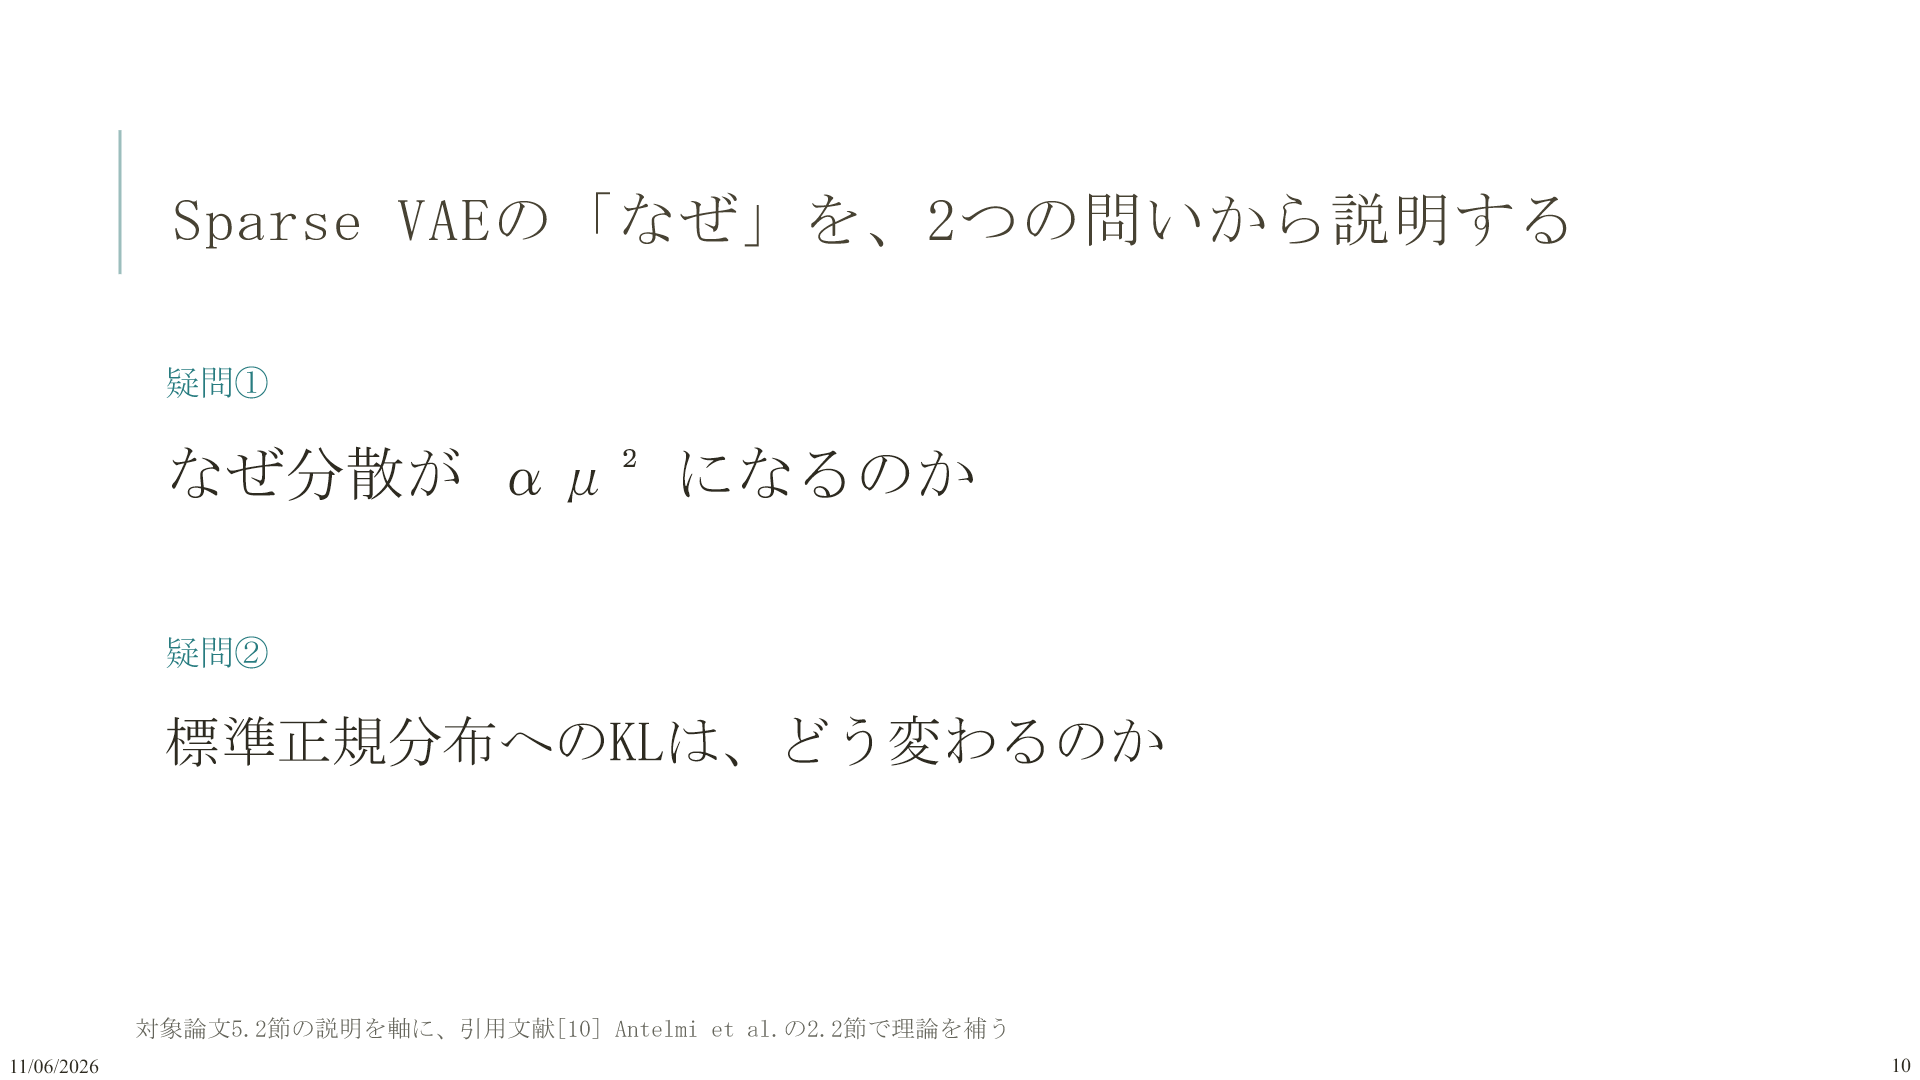 Sparse VAEの「なぜ」を、2つの問いから説明する
疑問①
なぜ分散が αμ² になるのか
疑問②
標準正規分布へのKLは、どう変わるのか
対象論文5.2節の説明を軸に、引用文献[10] Antelmi et al.の2.2節で理論を補う
11/06/2026
10